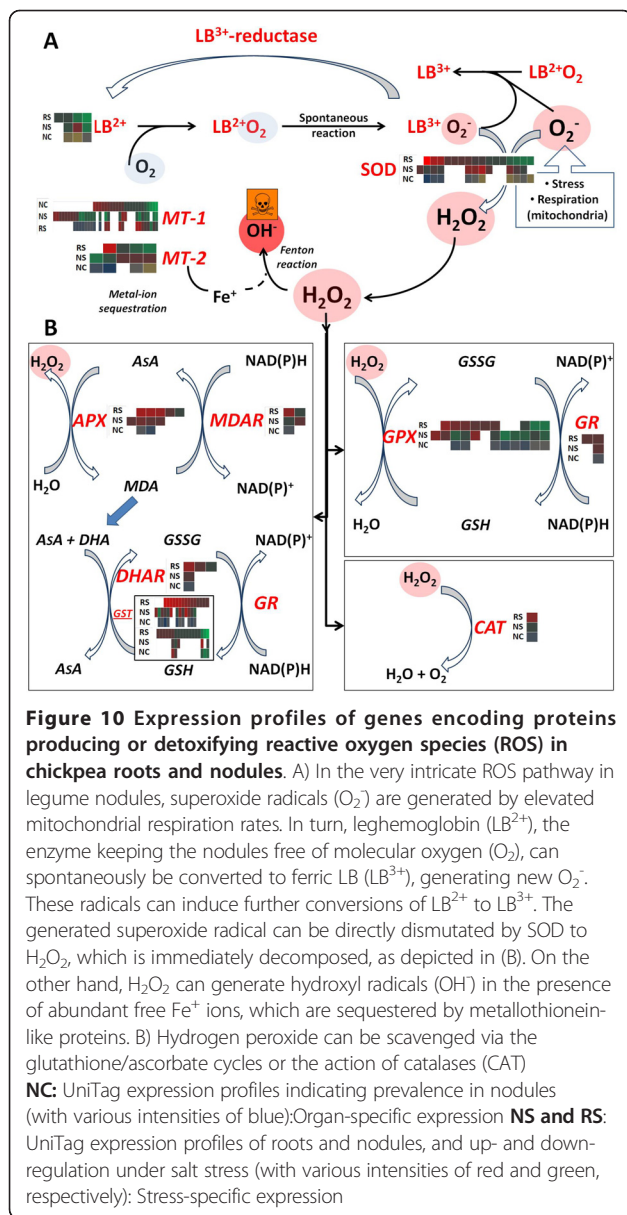 A
LB³⁺-reductase
LB³⁺ LB²⁺O₂
RS
NS
NC
LB²⁺
LB²⁺O₂
Spontaneous
reaction
LB³⁺ O₂⁻
O₂⁻
O₂
SOD
RS
NS
NC
• Stress
• Respiration
(mitochondria)
NC
NS
RS
MT-1
OH⁻
H₂O₂
RS
NS
NC
MT-2
Fenton
reaction
Metal-ion
sequestration
Fe⁺
H₂O₂
B
H₂O₂ AsA NAD(P)H
APX
RS
NS
NC
MDAR
RS
NS
NC
H₂O
MDA
NAD(P)⁺
AsA + DHA GSSG NAD(P)⁺
DHAR
RS
NS
NC
GST
RS
NS
NC
RS
NS
NC
GR
AsA GSH NAD(P)H
H₂O₂ GSSG NAD(P)⁺
GPX
RS
NS
NC
GR
RS
NS
NC
H₂O GSH NAD(P)H
H₂O₂
CAT
RS
NS
NC
H₂O + O₂
Figure 10 Expression profiles of genes encoding proteins
producing or detoxifying reactive oxygen species (ROS) in
chickpea roots and nodules. A) In the very intricate ROS pathway in
legume nodules, superoxide radicals (O₂⁻) are generated by elevated
mitochondrial respiration rates. In turn, leghemoglobin (LB²⁺), the
enzyme keeping the nodules free of molecular oxygen (O₂), can
spontaneously be converted to ferric LB (LB³⁺), generating new O₂⁻.
These radicals can induce further conversions of LB²⁺ to LB³⁺. The
generated superoxide radical can be directly dismutated by SOD to
H₂O₂, which is immediately decomposed, as depicted in (B). On the
other hand, H₂O₂ can generate hydroxyl radicals (OH⁻) in the presence
of abundant free Fe⁺ ions, which are sequestered by metallothionein-
like proteins. B) Hydrogen peroxide can be scavenged via the
glutathione/ascorbate cycles or the action of catalases (CAT)
NC: UniTag expression profiles indicating prevalence in nodules
(with various intensities of blue):Organ-specific expression NS and RS:
UniTag expression profiles of roots and nodules, and up- and down-
regulation under salt stress (with various intensities of red and green,
respectively): Stress-specific expression